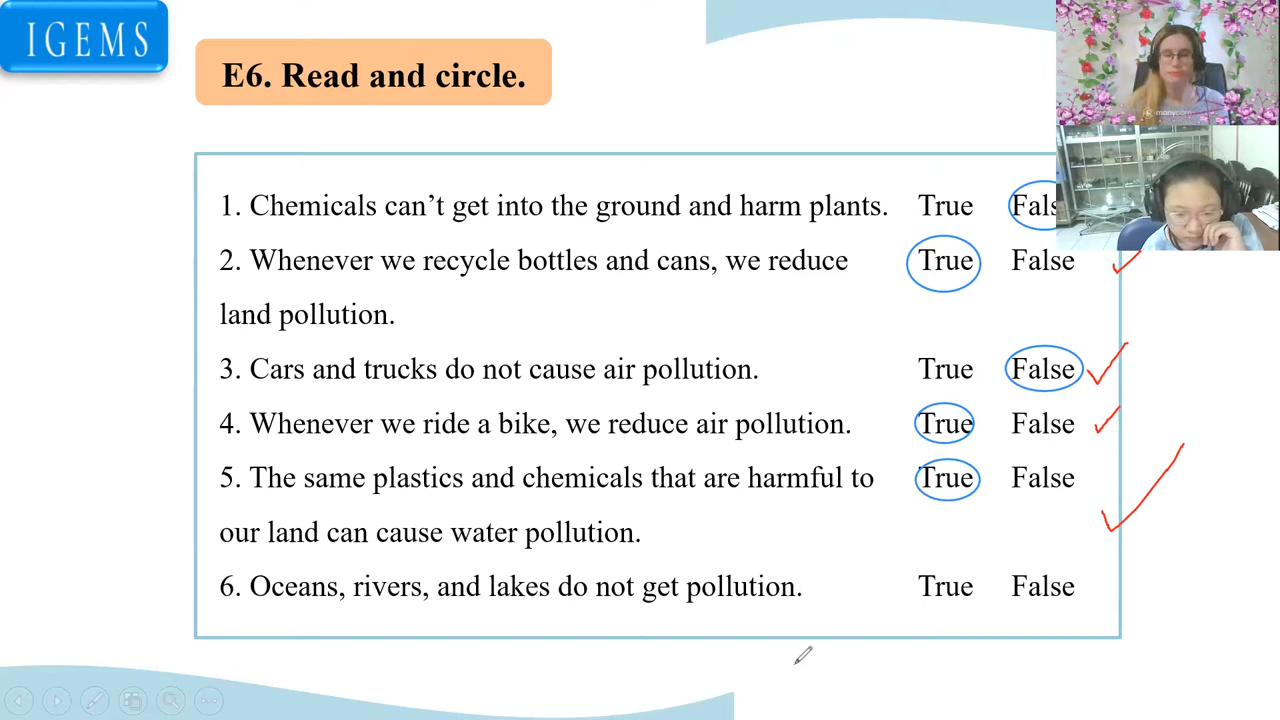 IGEMS
E6. Read and circle.
1. Chemicals can’t get into the ground and harm plants. True Fals
2. Whenever we recycle bottles and cans, we reduce True False
land pollution.
3. Cars and trucks do not cause air pollution. True False
4. Whenever we ride a bike, we reduce air pollution. True False
5. The same plastics and chemicals that are harmful to True False
our land can cause water pollution.
6. Oceans, rivers, and lakes do not get pollution. True False